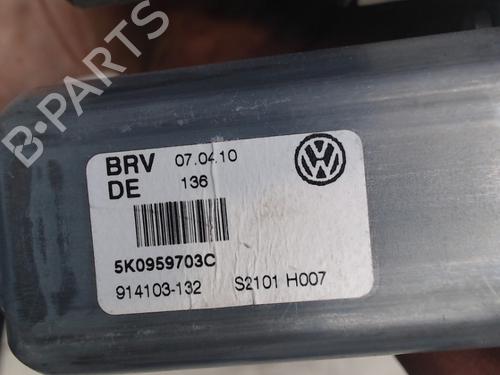 B-PARTS
BRV 07.04.10
DE 136
5K0959703C
914103-132 S2101 H007